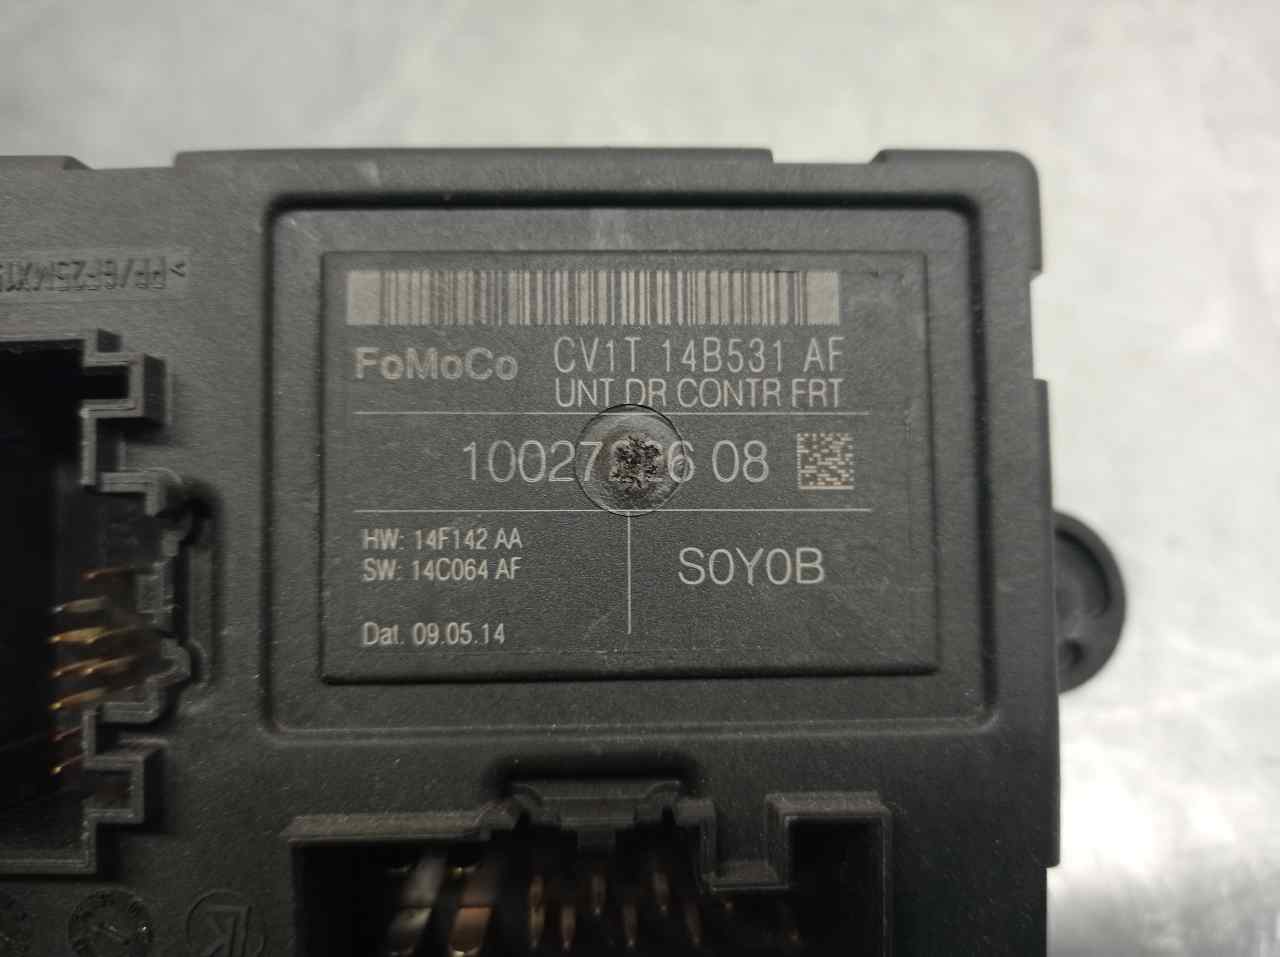 FoMoCo CV1T 14B531 AF
UNT DR CONTR FRT
08
HW: 14F142 AA
SW: 14C064 AF
S0Y0B
Dat. 09.05.14